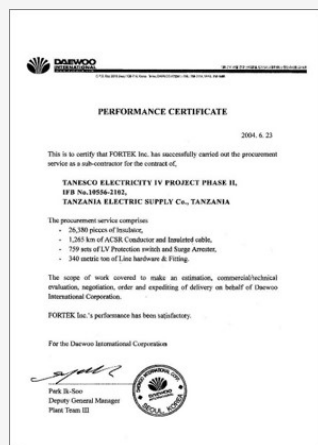 DAEWOO
INTERNATIONAL
PERFORMANCE CERTIFICATE
2004. 6. 23
This is to certify that FORTEK Inc. has successfully carried out the procurement
service as a sub-contractor for the contract of,
TANESCO ELECTRICITY IV PROJECT PHASE II,
IFB No.10556-2102,
TANZANIA ELECTRIC SUPPLY Co., TANZANIA
The procurement service comprises
- 26,380 pieces of Insulator,
- 1,265 km of ACSR Conductor and Insulated cable,
- 759 sets of LV Protection switch and Surge Arrester,
- 340 metric ton of Line hardware & Fitting.
The scope of work covered to make an estimation, commercial/technical
evaluation, negotiation, order and expediting of delivery on behalf of Daewoo
International Corporation.
FORTEK Inc.'s performance has been satisfactory.
For the Daewoo International Corporation
Park Ik-Soo
Deputy General Manager
Plant Team III
DAEWOO INTERNATIONAL CORP.
SEOUL, KOREA